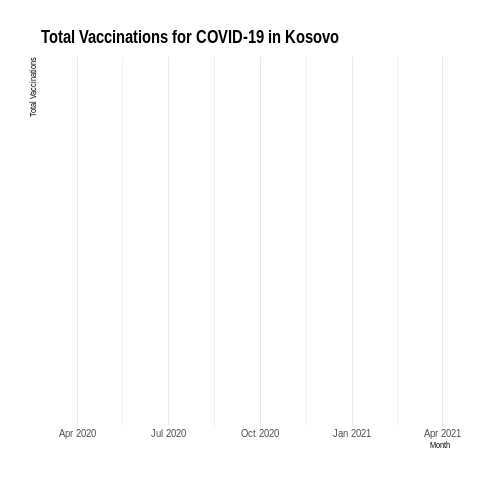 Total Vaccinations for COVID-19 in Kosovo
Total Vaccinations
Apr 2020 Jul 2020 Oct 2020 Jan 2021 Apr 2021
Month